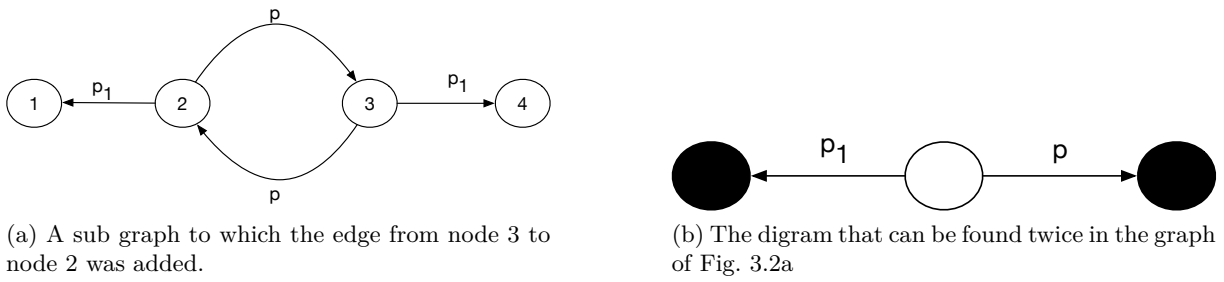 p
p1
p1
1
2
3
4
p
(a) A sub graph to which the edge from node 3 to
node 2 was added.
p1
p
(b) The digram that can be found twice in the graph
of Fig. 3.2a